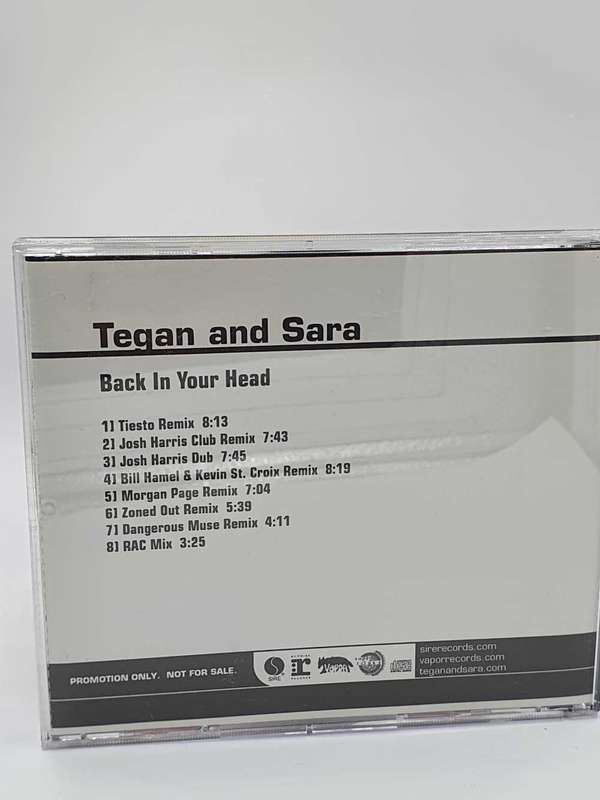 Tegan and Sara
Back In Your Head
1] Tiesto Remix 8:13
2] Josh Harris Club Remix 7:43
3] Josh Harris Dub 7:45
4] Bill Hamel & Kevin St. Croix Remix 8:19
5] Morgan Page Remix 7:04
6] Zoned Out Remix 5:39
7] Dangerous Muse Remix 4:11
8] RAC Mix 3:25
PROMOTION ONLY. NOT FOR SALE.
SIRE
sirerecords.com
vaporrecords.com
teganandsara.com